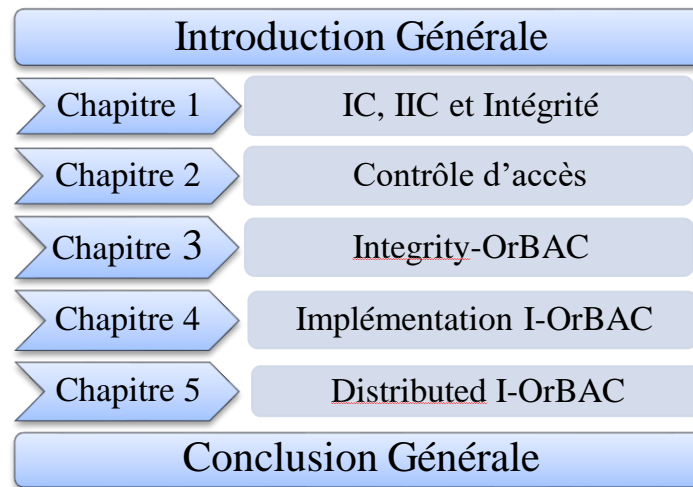 Introduction Générale
Chapitre 1 IC, IIC et Intégrité
Chapitre 2 Contrôle d’accès
Chapitre 3 Integrity-OrBAC
Chapitre 4 Implémentation I-OrBAC
Chapitre 5 Distributed I-OrBAC
Conclusion Générale